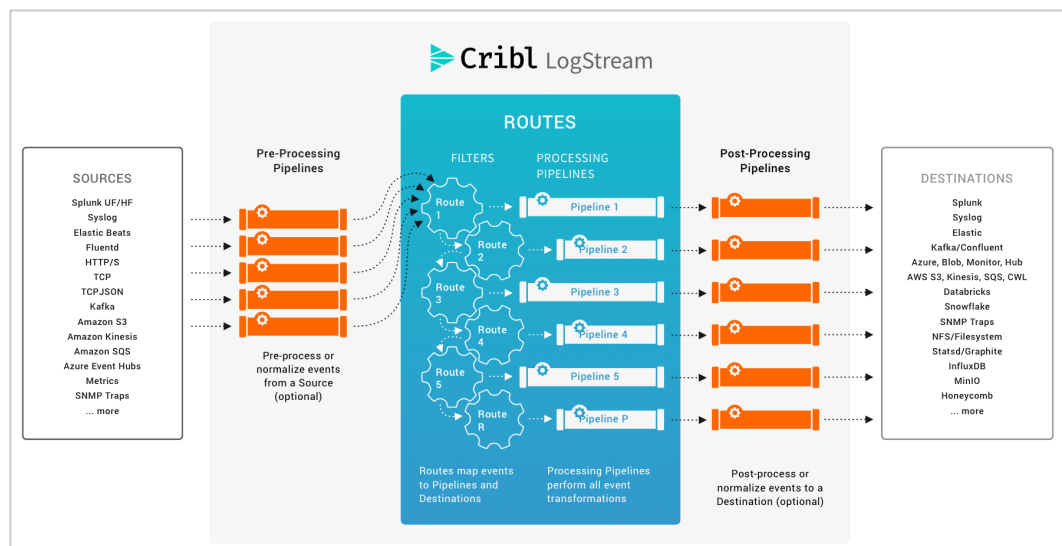 Cribl LogStream
ROUTES
FILTERS
PROCESSING
PIPELINES
Pre-Processing
Pipelines
Post-Processing
Pipelines
SOURCES
Splunk UF/HF
Syslog
Elastic Beats
Fluentd
HTTP/S
TCP
TCPJSON
Kafka
Amazon S3
Amazon Kinesis
Amazon SQS
Azure Event Hubs
Metrics
SNMP Traps
... more
Pre-process or
normalize events
from a Source
(optional)
Route
1
Pipeline 1
Route
2
Pipeline 2
Route
3
Pipeline 3
Route
4
Pipeline 4
Route
5
Pipeline 5
Route
R
Pipeline P
Routes map events
to Pipelines and
Destinations
Processing Pipelines
perform all event
transformations
Post-process or
normalize events to a
Destination (optional)
DESTINATIONS
Splunk
Syslog
Elastic
Kafka/Confluent
Azure, Blob, Monitor, Hub
AWS S3, Kinesis, SQS, CWL
Databricks
Snowflake
SNMP Traps
NFS/Filesystem
Statsd/Graphite
InfluxDB
MinIO
Honeycomb
... more